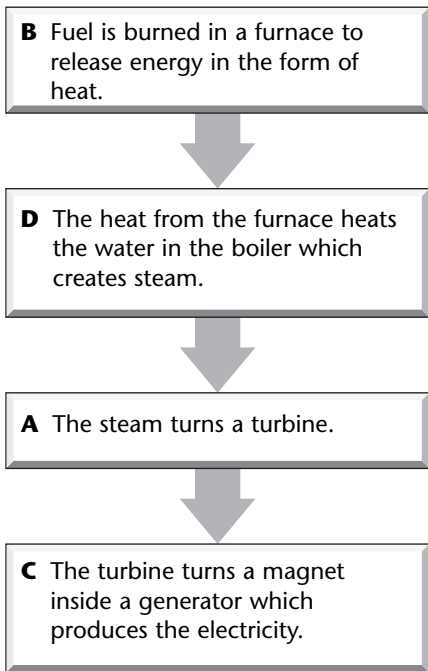 B Fuel is burned in a furnace to
release energy in the form of
heat.
D The heat from the furnace heats
the water in the boiler which
creates steam.
A The steam turns a turbine.
C The turbine turns a magnet
inside a generator which
produces the electricity.